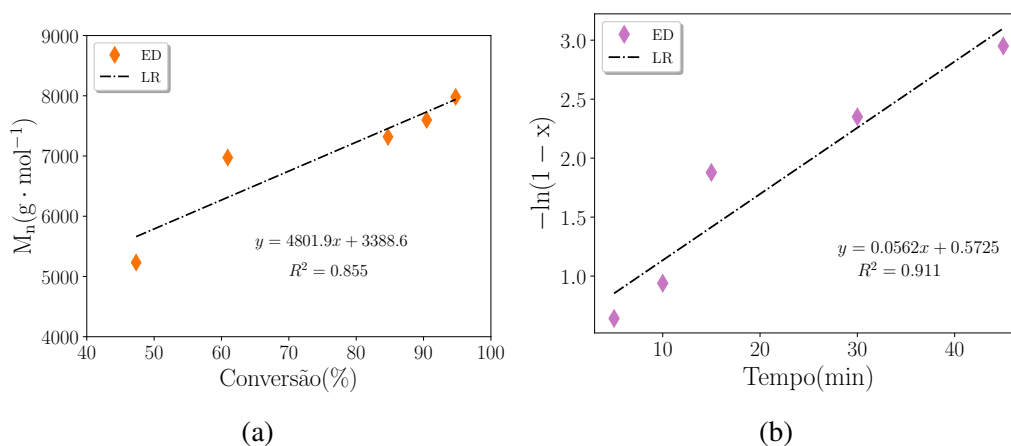 ED
LR
9000
8000
7000
6000
5000
4000
Mn(g · mol−1)
y = 4801.9x + 3388.6
R² = 0.855
40 50 60 70 80 90 100
Conversão(%)
(a)
ED
LR
3.0
2.5
2.0
1.5
1.0
−ln(1 − x)
y = 0.0562x + 0.5725
R² = 0.911
10 20 30 40
Tempo(min)
(b)